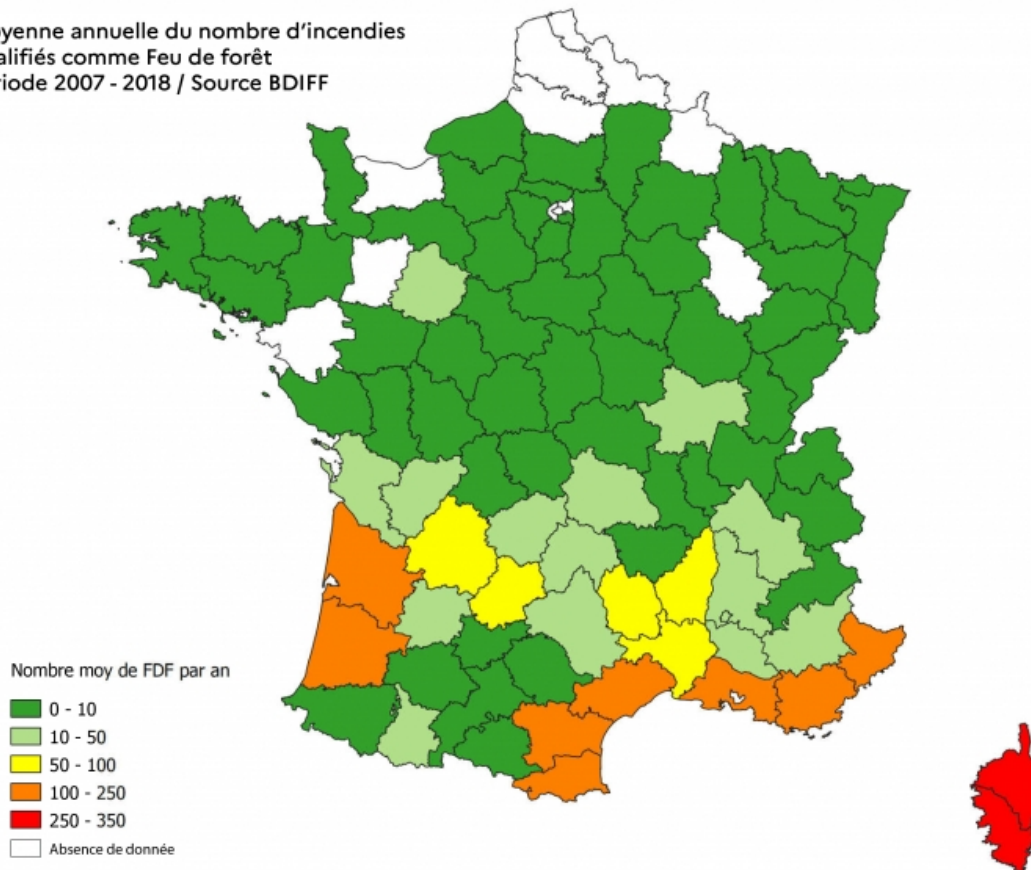 yenne annuelle du nombre d'incendies
alifiés comme Feu de forêt
riode 2007 - 2018 / Source BDIFF
Nombre moy de FDF par an
0 - 10
10 - 50
50 - 100
100 - 250
250 - 350
Absence de donnée